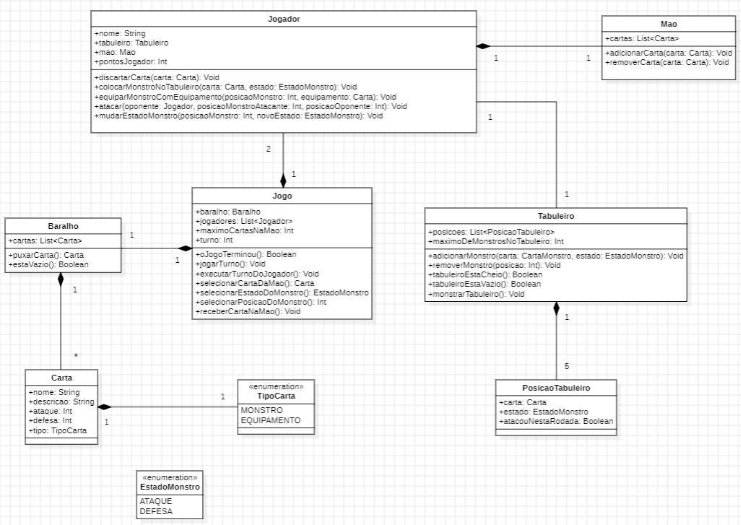 Jogador
+nome: String
+tabuleiro: Tabuleiro
+mao: Mao
+pontosJogador: Int
+discartarCarta(carta: Carta): Void
+colocarMonstroNoTabuleiro(carta: Carta, estado: EstadoMonstro): Void
+equiparMonstroComEquipamento(posicaoMonstro: Int, equipamento: Carta): Void
+atacar(oponente: Jogador, posicaoMonstroAtacante: Int, posicaoOponente: Int): Void
+mudarEstadoMonstro(posicaoMonstro: Int, novoEstado: EstadoMonstro): Void
1
1
Mao
+cartas: List<Carta>
+adicionarCarta(carta: Carta): Void
+removerCarta(carta: Carta): Void
1
1
2
1
Jogo
+baralho: Baralho
+jogadores: List<Jogador>
+maximoCartasNaMao: Int
+turno: Int
+oJogoTerminou(): Boolean
+jogarTurno(): Void
+executarTurnoDoJogador(): Void
+selecionarCartaDaMao(): Carta
+selecionarEstadoDoMonstro(): EstadoMonstro
+selecionarPosicaoDoMonstro(): Int
+receberCartaNaMao(): Void
Baralho
+cartas: List<Carta>
+puxarCarta(): Carta
+estaVazio(): Boolean
1
1
1
*
Tabuleiro
+posicoes: List<PosicaoTabuleiro>
+maximoDeMonstrosNoTabuleiro: Int
+adicionarMonstro(carta: CartaMonstro, estado: EstadoMonstro): Void
+removerMonstro(posicao: Int): Void
+tabuleiroEstaCheio(): Boolean
+tabuleiroEstaVazio(): Boolean
+monstrarTabuleiro(): Void
1
5
Carta
+nome: String
+descricao: String
+ataque: Int
+defesa: Int
+tipo: TipoCarta
1
1
«enumeration»
TipoCarta
MONSTRO
EQUIPAMENTO
PosicaoTabuleiro
+carta: Carta
+estado: EstadoMonstro
+atacouNestaRodada: Boolean
«enumeration»
EstadoMonstro
ATAQUE
DEFESA